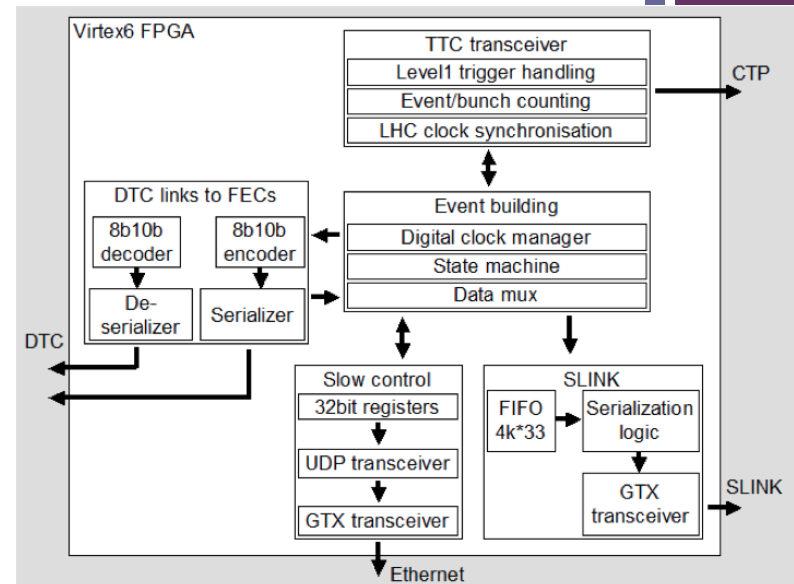 Virtex6 FPGA
TTC transceiver
Level1 trigger handling
Event/bunch counting
LHC clock synchronisation
CTP
DTC links to FECs
8b10b
decoder
8b10b
encoder
De-
serializer
Serializer
Event building
Digital clock manager
State machine
Data mux
DTC
Slow control
32bit registers
UDP transceiver
GTX transceiver
SLINK
FIFO
4k*33
Serialization
logic
GTX
transceiver
SLINK
Ethernet